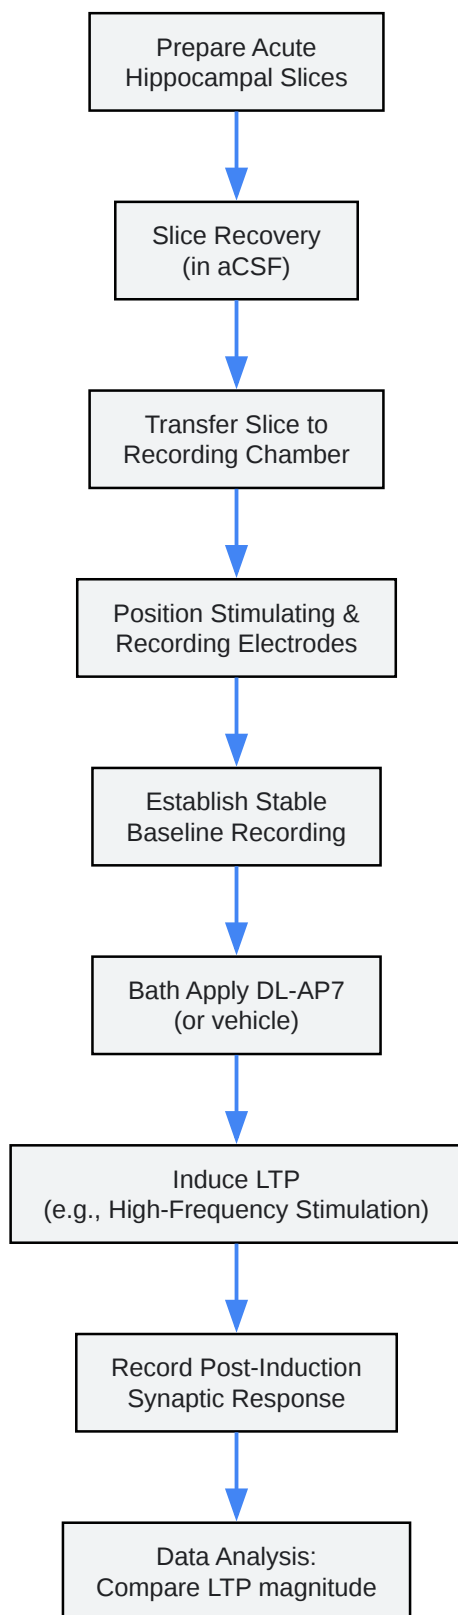 Prepare Acute
Hippocampal Slices
Slice Recovery
(in aCSF)
Transfer Slice to
Recording Chamber
Position Stimulating &
Recording Electrodes
Establish Stable
Baseline Recording
Bath Apply DL-AP7
(or vehicle)
Induce LTP
(e.g., High-Frequency Stimulation)
Record Post-Induction
Synaptic Response
Data Analysis:
Compare LTP magnitude